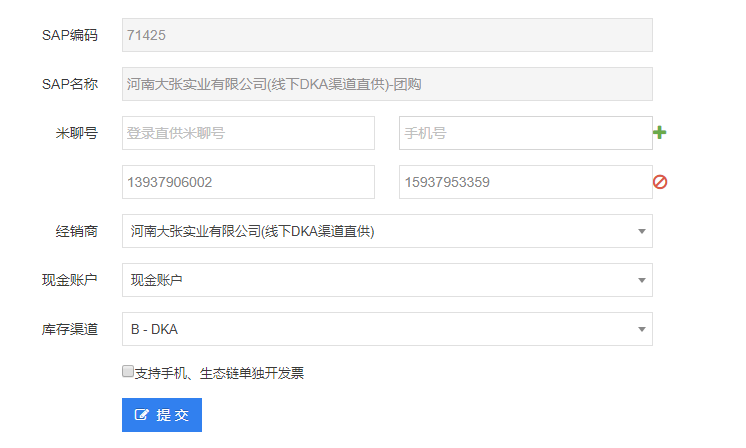 SAP编码 71425
SAP名称 河南大张实业有限公司(线下DKA渠道直供)-团购
米聊号 登录直供米聊号 手机号
13937906002 15937953359
经销商 河南大张实业有限公司(线下DKA渠道直供)
现金账户 现金账户
库存渠道 B - DKA
支持手机、生态链单独开发票
提交